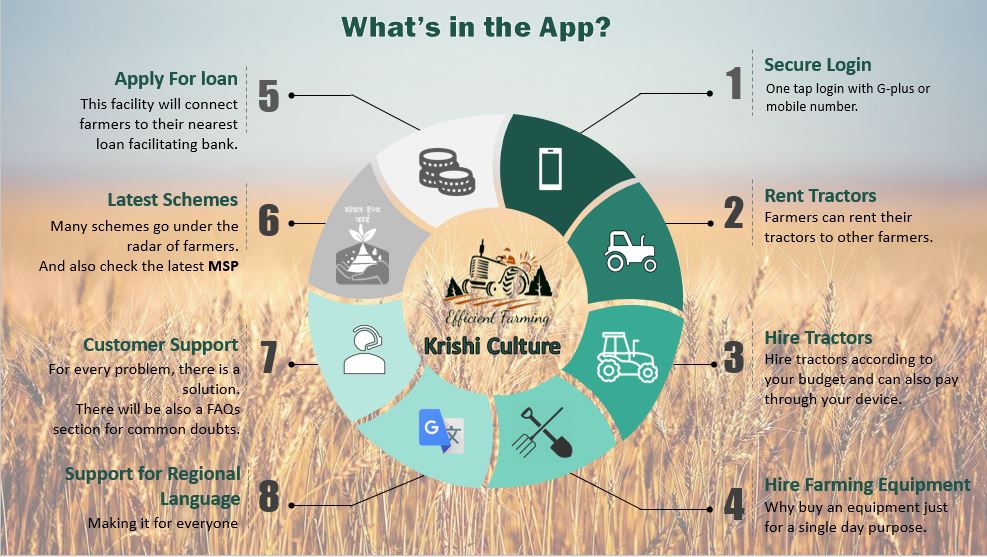 What's in the App?
1
Secure Login
One tap login with G-plus or
mobile number.
2
Rent Tractors
Farmers can rent their
tractors to other farmers.
3
Hire Tractors
Hire tractors according to
your budget and can also pay
through your device.
4
Hire Farming Equipment
Why buy an equipment just
for a single day purpose.
5
Apply For loan
This facility will connect
farmers to their nearest
loan facilitating bank.
6
Latest Schemes
Many schemes go under the
radar of farmers.
And also check the latest MSP
7
Customer Support
For every problem, there is a
solution.
There will be also a FAQs
section for common doubts.
8
Support for Regional
Language
Making it for everyone
सॉयल हैल्थ
कार्ड
G
文
Efficient Farming
Krishi Culture